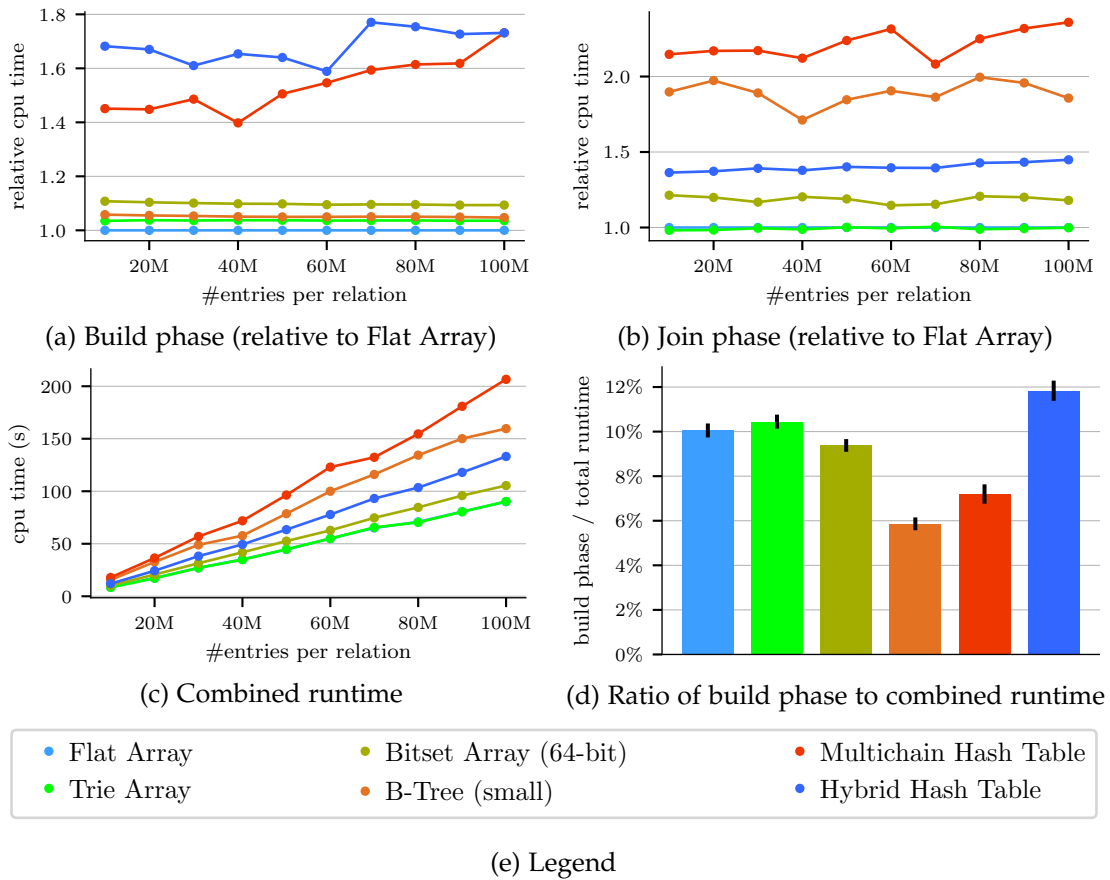 1.8
1.6
1.4
1.2
1.0
relative cpu time
20M 40M 60M 80M 100M
#entries per relation
(a) Build phase (relative to Flat Array)
2.0
1.5
1.0
relative cpu time
20M 40M 60M 80M 100M
#entries per relation
(b) Join phase (relative to Flat Array)
200
150
100
50
0
cpu time (s)
20M 40M 60M 80M 100M
#entries per relation
(c) Combined runtime
12%
10%
8%
6%
4%
2%
0%
build phase / total runtime
(d) Ratio of build phase to combined runtime
Flat Array
Trie Array
Bitset Array (64-bit)
B-Tree (small)
Multichain Hash Table
Hybrid Hash Table
(e) Legend